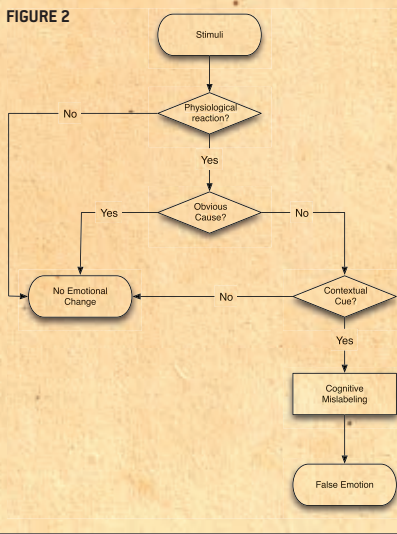 FIGURE 2
Stimuli
Physiological
reaction?
No
Yes
Obvious
Cause?
Yes
No
No Emotional
Change
No
Contextual
Cue?
Yes
Cognitive
Mislabeling
False Emotion